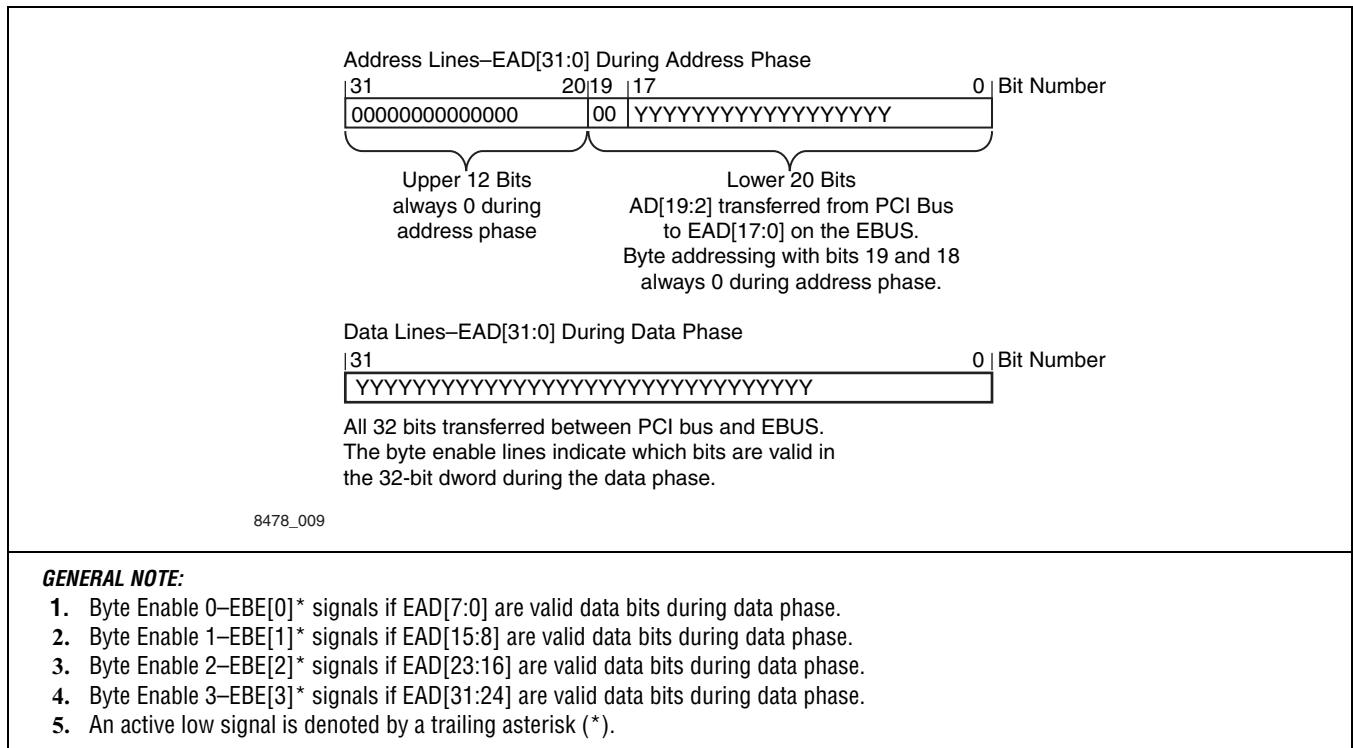 Address Lines–EAD[31:0] During Address Phase
31 20 19 17 0 Bit Number
00000000000000 00 YYYYYYYYYYYYYYYYYY
Upper 12 Bits
always 0 during
address phase
Lower 20 Bits
AD[19:2] transferred from PCI Bus
to EAD[17:0] on the EBUS.
Byte addressing with bits 19 and 18
always 0 during address phase.
Data Lines–EAD[31:0] During Data Phase
31 0 Bit Number
YYYYYYYYYYYYYYYYYYYYYYYYYYYYYYYY
All 32 bits transferred between PCI bus and EBUS.
The byte enable lines indicate which bits are valid in
the 32-bit dword during the data phase.
8478_009
GENERAL NOTE:
1. Byte Enable 0–EBE[0]* signals if EAD[7:0] are valid data bits during data phase.
2. Byte Enable 1–EBE[1]* signals if EAD[15:8] are valid data bits during data phase.
3. Byte Enable 2–EBE[2]* signals if EAD[23:16] are valid data bits during data phase.
4. Byte Enable 3–EBE[3]* signals if EAD[31:24] are valid data bits during data phase.
5. An active low signal is denoted by a trailing asterisk (*).